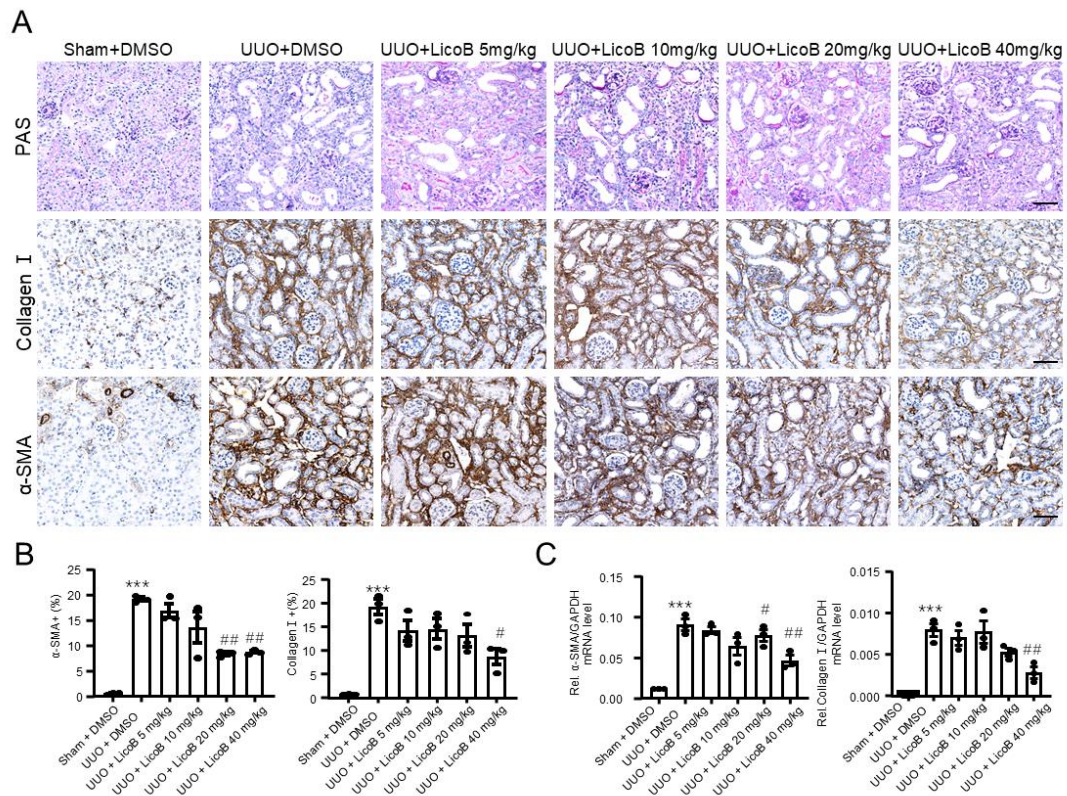 A
Sham+DMSO UUO+DMSO UUO+LicoB 5mg/kg UUO+LicoB 10mg/kg UUO+LicoB 20mg/kg UUO+LicoB 40mg/kg
PAS
Collagen I
α-SMA
B
α-SMA+ (%)
25
20
15
10
5
0
***
##
##
Sham + DMSO
UUO + DMSO
UUO + LicoB 5 mg/kg
UUO + LicoB 10 mg/kg
UUO + LicoB 20 mg/kg
UUO + LicoB 40 mg/kg
Collagen I +(%)
25
20
15
10
5
0
***
#
Sham + DMSO
UUO + DMSO
UUO + LicoB 5 mg/kg
UUO + LicoB 10 mg/kg
UUO + LicoB 20 mg/kg
UUO + LicoB 40 mg/kg
C
Rel. α-SMA/GAPDH
mRNA level
0.15
0.10
0.05
0.00
***
#
##
Sham + DMSO
UUO + DMSO
UUO + LicoB 5 mg/kg
UUO + LicoB 10 mg/kg
UUO + LicoB 20 mg/kg
UUO + LicoB 40 mg/kg
Rel.Collagen I /GAPDH
mRNA level
0.015
0.010
0.005
0.000
***
##
Sham + DMSO
UUO + DMSO
UUO + LicoB 5 mg/kg
UUO + LicoB 10 mg/kg
UUO + LicoB 20 mg/kg
UUO + LicoB 40 mg/kg